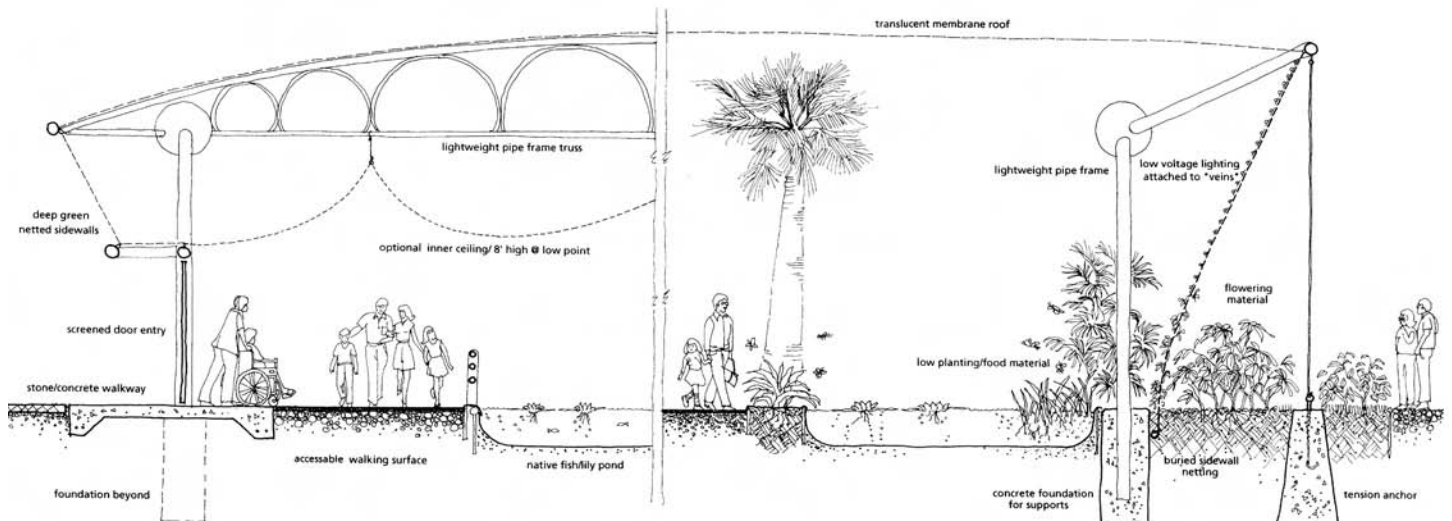 translucent membrane roof
lightweight pipe frame truss
lightweight pipe frame
low voltage lighting
attached to "veins"
deep green
netted sidewalls
optional inner ceiling/ 8' high @ low point
flowering
material
screened door entry
low planting/food material
stone/concrete walkway
accessable walking surface
native fish/lily pond
buried sidewall
netting
foundation beyond
concrete foundation
for supports
tension anchor